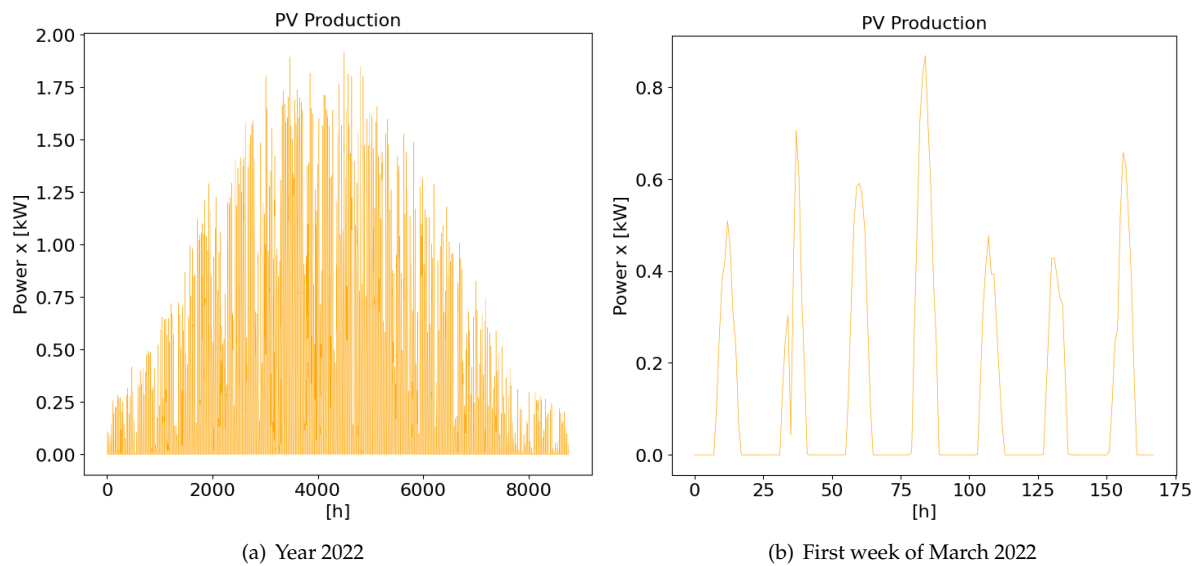 PV Production
2.00
1.75
1.50
1.25
1.00
0.75
0.50
0.25
0.00
Power x [kW]
0 2000 4000 6000 8000
[h]
(a) Year 2022
PV Production
0.8
0.6
0.4
0.2
0.0
Power x [kW]
0 25 50 75 100 125 150 175
[h]
(b) First week of March 2022